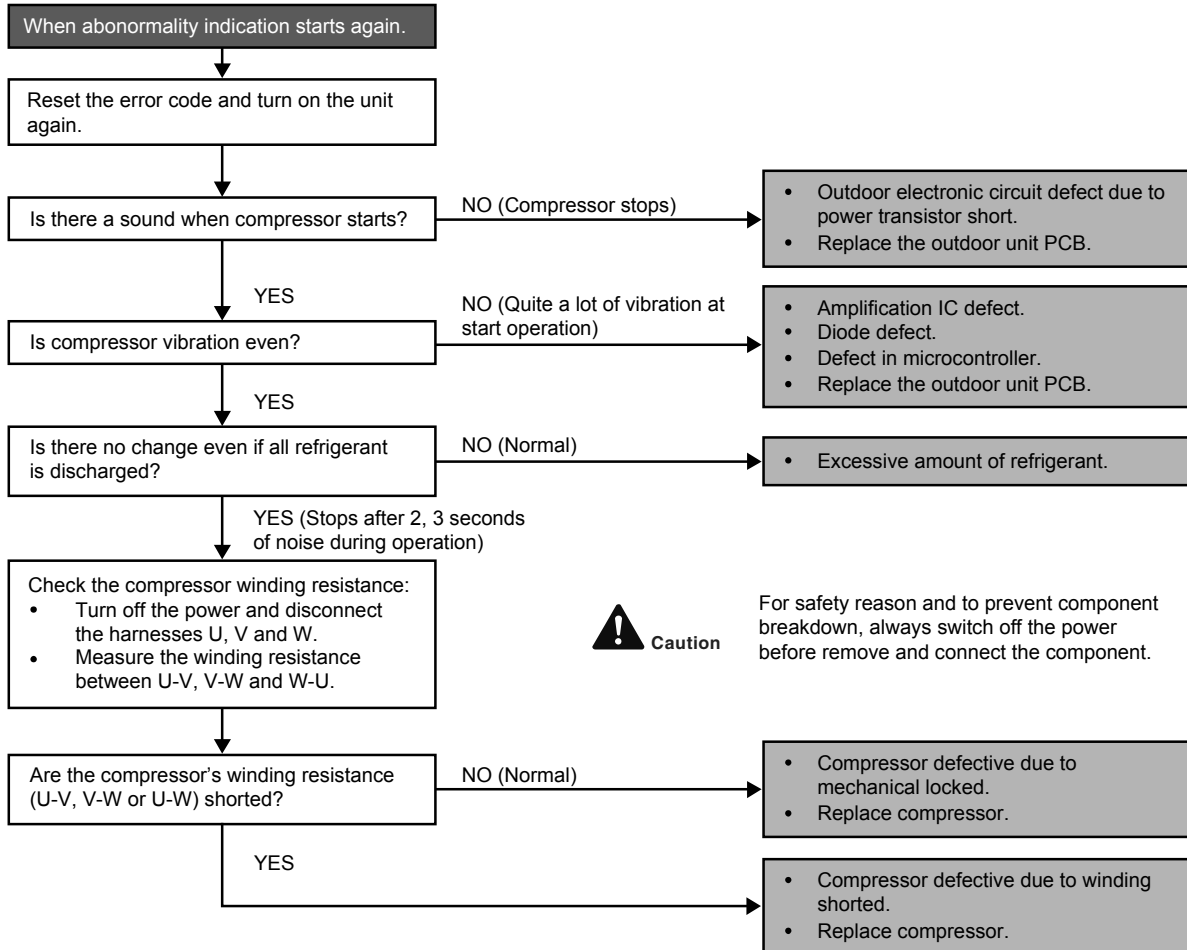 When abonormality indication starts again.
Reset the error code and turn on the unit
again.
Is there a sound when compressor starts?
NO (Compressor stops)
• Outdoor electronic circuit defect due to
power transistor short.
• Replace the outdoor unit PCB.
YES
NO (Quite a lot of vibration at
start operation)
Is compressor vibration even?
• Amplification IC defect.
• Diode defect.
• Defect in microcontroller.
• Replace the outdoor unit PCB.
YES
Is there no change even if all refrigerant
is discharged?
NO (Normal)
• Excessive amount of refrigerant.
YES (Stops after 2, 3 seconds
of noise during operation)
Check the compressor winding resistance:
• Turn off the power and disconnect
the harnesses U, V and W.
• Measure the winding resistance
between U-V, V-W and W-U.
Caution
For safety reason and to prevent component
breakdown, always switch off the power
before remove and connect the component.
Are the compressor's winding resistance
(U-V, V-W or U-W) shorted?
NO (Normal)
• Compressor defective due to
mechanical locked.
• Replace compressor.
YES
• Compressor defective due to winding
shorted.
• Replace compressor.